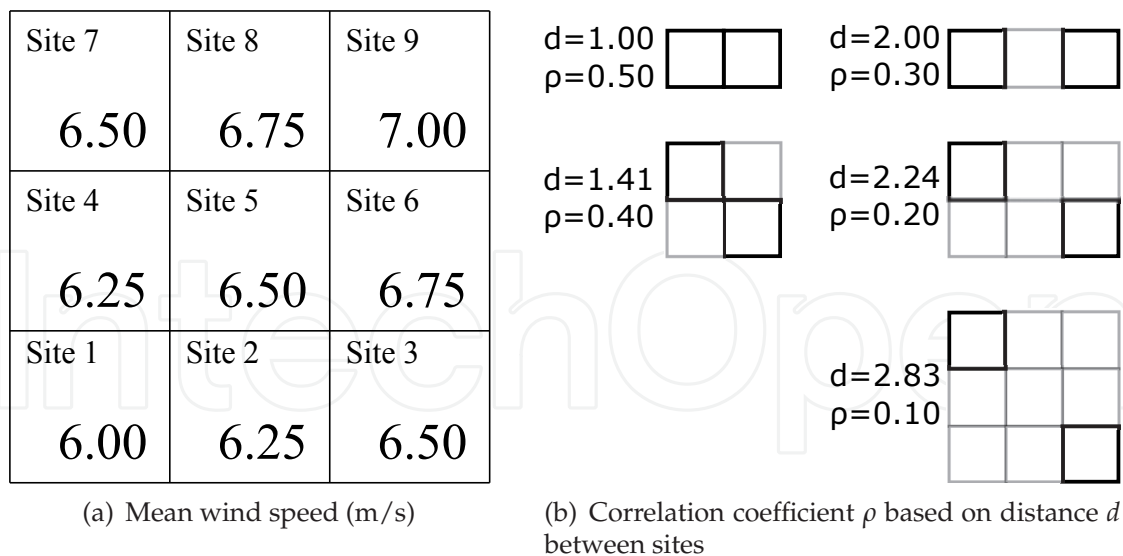 Site 7 Site 8 Site 9
6.50 6.75 7.00
Site 4 Site 5 Site 6
6.25 6.50 6.75
Site 1 Site 2 Site 3
6.00 6.25 6.50
(a) Mean wind speed (m/s)
d=1.00
ρ=0.50
d=2.00
ρ=0.30
d=1.41
ρ=0.40
d=2.24
ρ=0.20
d=2.83
ρ=0.10
(b) Correlation coefficient ρ based on distance d
between sites
IntechOpen